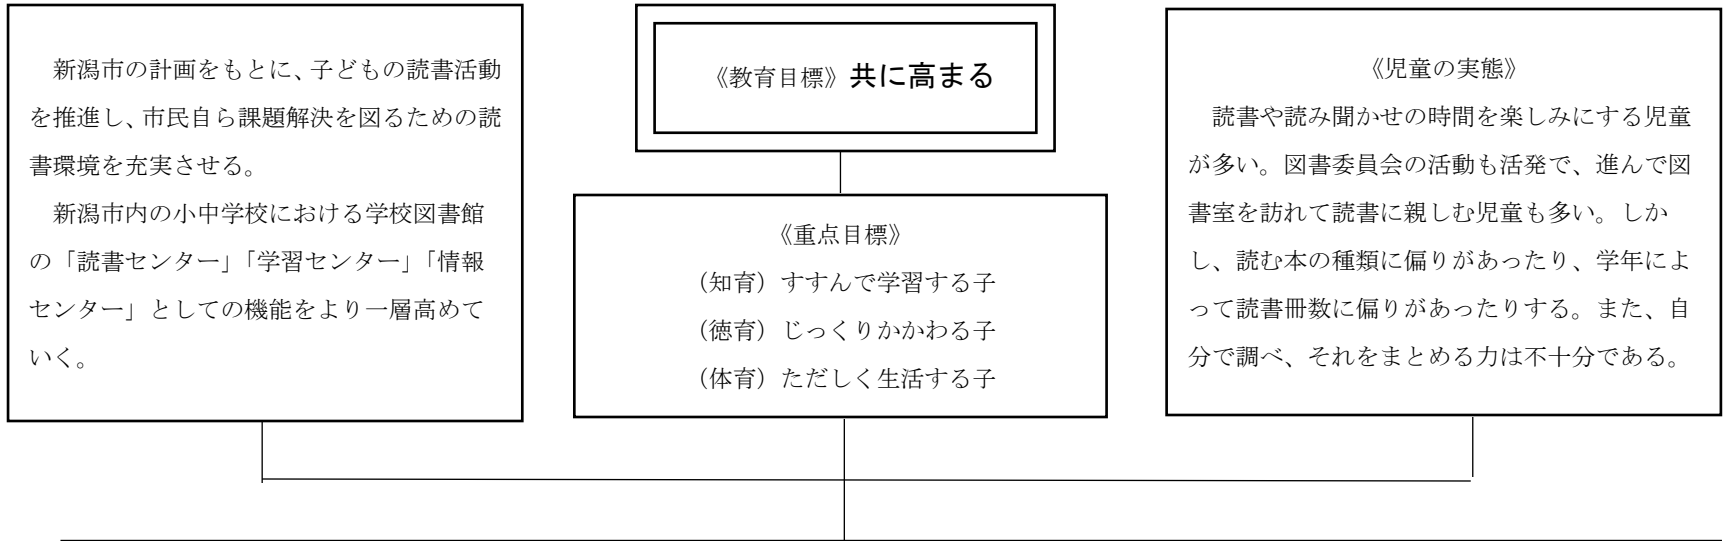 新潟市の計画をもとに、子どもの読書活動
を推進し、市民自ら課題解決を図るための読
書環境を充実させる。
新潟市内の小中学校における学校図書館
の「読書センター」「学習センター」「情報
センター」としての機能をより一層高めて
いく。
《教育目標》共に高まる
《重点目標》
（知育）すすんで学習する子
（徳育）じっくりかかわる子
（体育）ただしく生活する子
《児童の実態》
読書や読み聞かせの時間を楽しみにする児童
が多い。図書委員会の活動も活発で、進んで図
書室を訪れて読書に親しむ児童も多い。しか
し、読む本の種類に偏りがあったり、学年によ
って読書冊数に偏りがあったりする。また、自
分で調べ、それをまとめる力は不十分である。